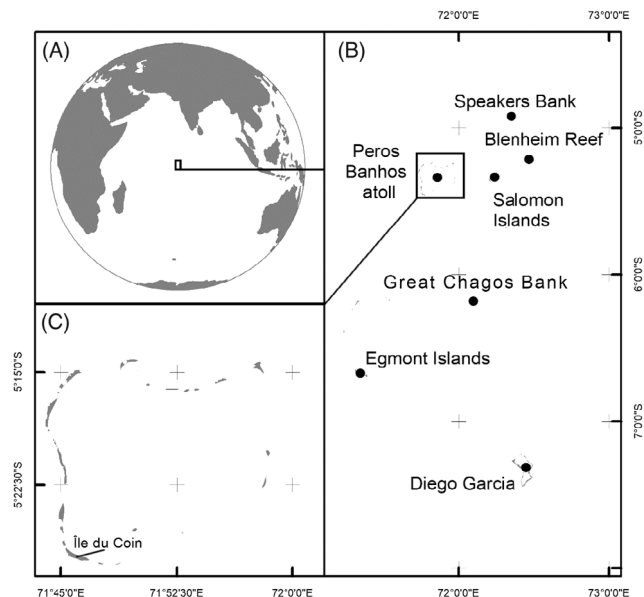 72°0'0"E
73°0'0"E
(A)
(B)
Speakers Bank
5°0'0"S
Blenheim Reef
Peros
Banhos
atoll
Salomon
Islands
6°0'0"S
Great Chagos Bank
(C)
Egmont Islands
5°15'0"S
7°0'0"S
5°22'30"S
Diego Garcia
Île du Coin
71°45'0"E
71°52'30"E
72°0'0"E
72°0'0"E
73°0'0"E